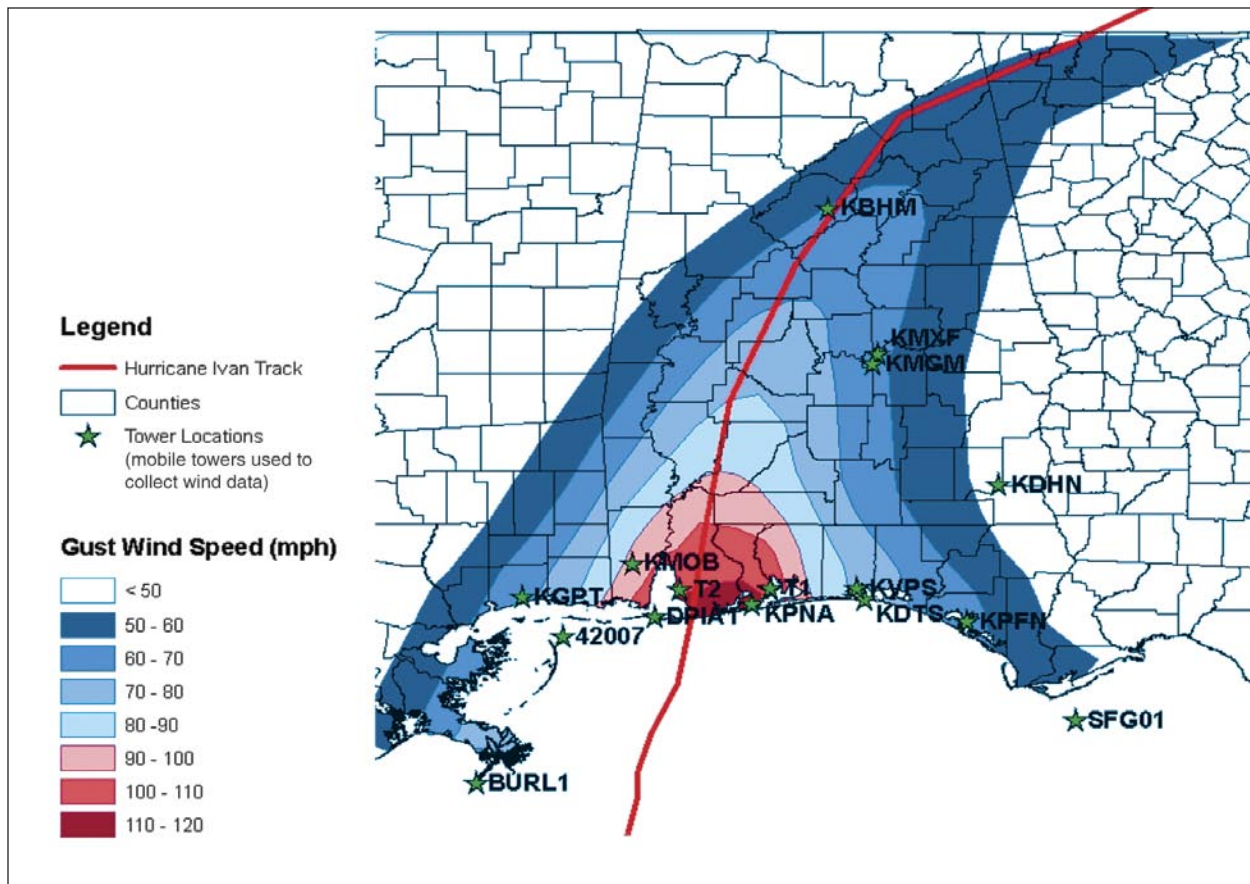 KBHM
KMXF
KMGM
KDHN
KMOB
T2
T1
KVPS
KGPT
DPIA1
KPNA
KDTS
KPFN
42007
SFG01
BURL1
Legend
Hurricane Ivan Track
Counties
Tower Locations
(mobile towers used to
collect wind data)
Gust Wind Speed (mph)
< 50
50 - 60
60 - 70
70 - 80
80 -90
90 - 100
100 - 110
110 - 120